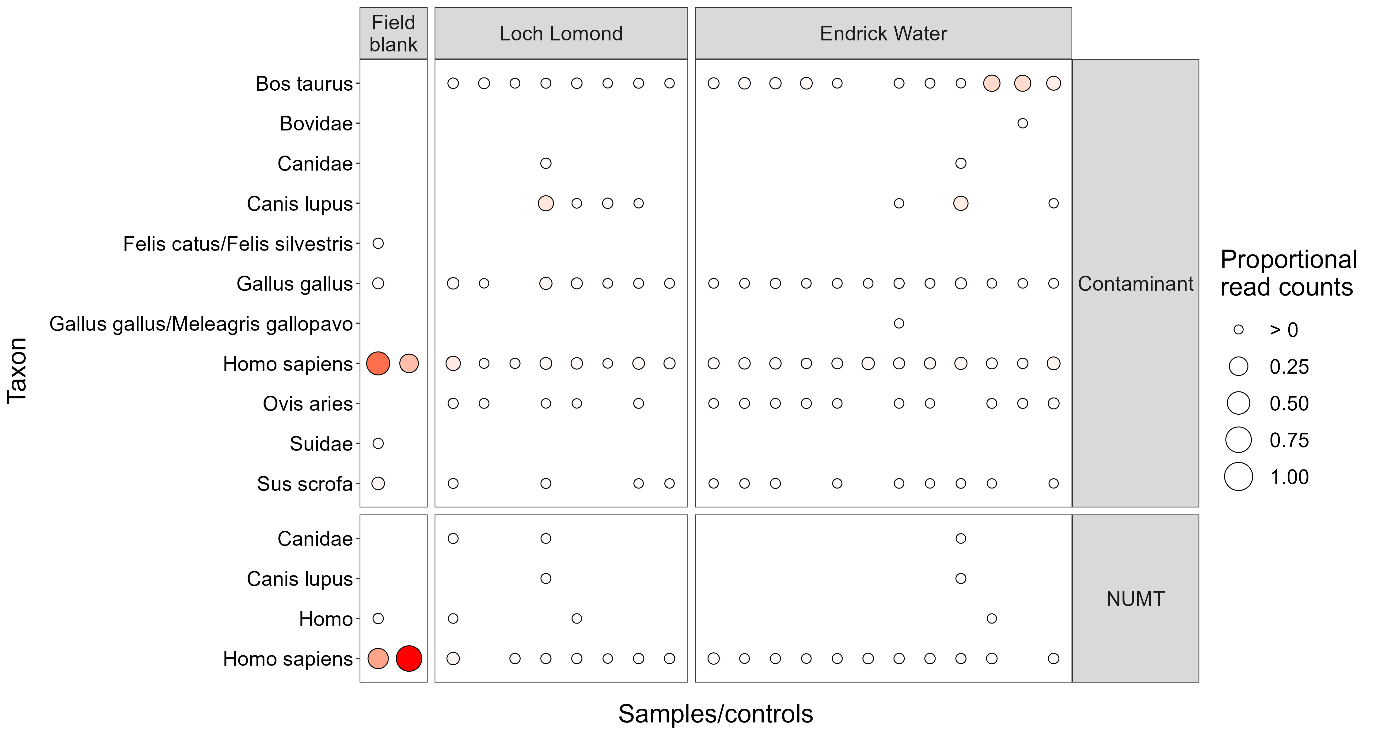 Field
blank
Loch Lomond
Endrick Water
Taxon
Bos taurus
Bovidae
Canidae
Canis lupus
Felis catus/Felis silvestris
Gallus gallus
Gallus gallus/Meleagris gallopavo
Homo sapiens
Ovis aries
Suidae
Sus scrofa
Contaminant
Canidae
Canis lupus
Homo
Homo sapiens
NUMT
Samples/controls
Proportional
read counts
> 0
0.25
0.50
0.75
1.00